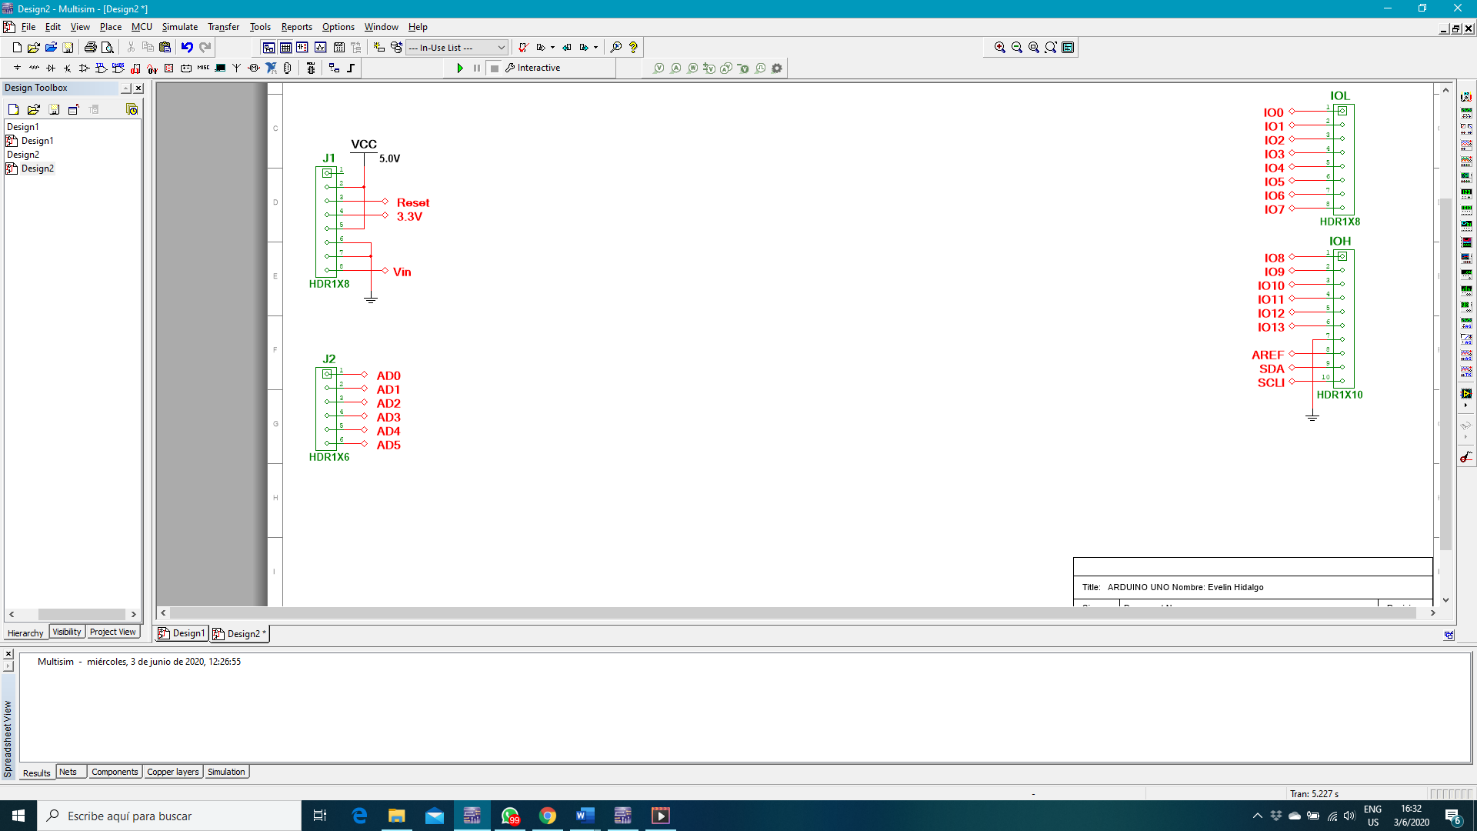 Design2 - Multisim - [Design2 *]
File Edit View Place MCU Simulate Transfer Tools Reports Options Window Help
--- In-Use List ---
MISC
Interactive
Design Toolbox
Design1
Design1
Design2
Design2
Hierarchy Visibility Project View
C
D
E
F
G
H
I
VCC
5.0V
J1
1
2
3
4
5
6
7
8
Reset
3.3V
Vin
HDR1X8
J2
1
2
3
4
5
6
AD0
AD1
AD2
AD3
AD4
AD5
HDR1X6
IOL
IO0 1
IO1 2
IO2 3
IO3 4
IO4 5
IO5 6
IO6 7
IO7 8
HDR1X8
IOH
IO8 1
IO9 2
IO10 3
IO11 4
IO12 5
IO13 6
7
AREF 8
SDA 9
SCLI 10
HDR1X10
Title: ARDUINO UNO Nombre: Evelin Hidalgo
Design1 Design2 *
Multisim - miércoles, 3 de junio de 2020, 12:26:55
Spreadsheet View
Results Nets Components Copper layers Simulation
- Tran: 5.227 s
Escribe aquí para buscar
99
ENG
US
16:32
3/6/2020
6